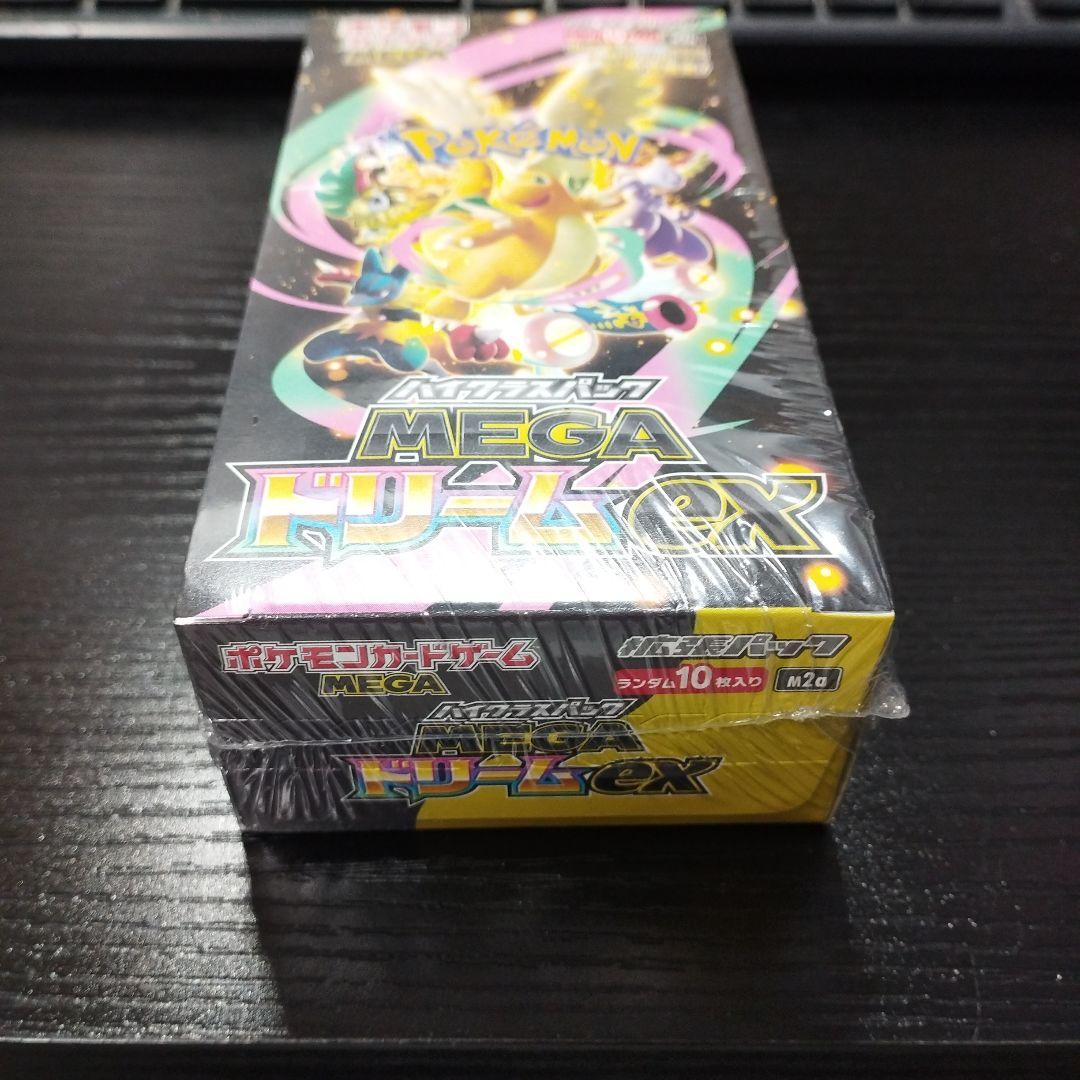 POKÉMON
ハイクラスパック
MEGA
ドリームex
ポケモンカードゲーム
MEGA
拡張パック
ランダム10枚入り
M2a
ハイクラスパック
MEGA
ドリームex